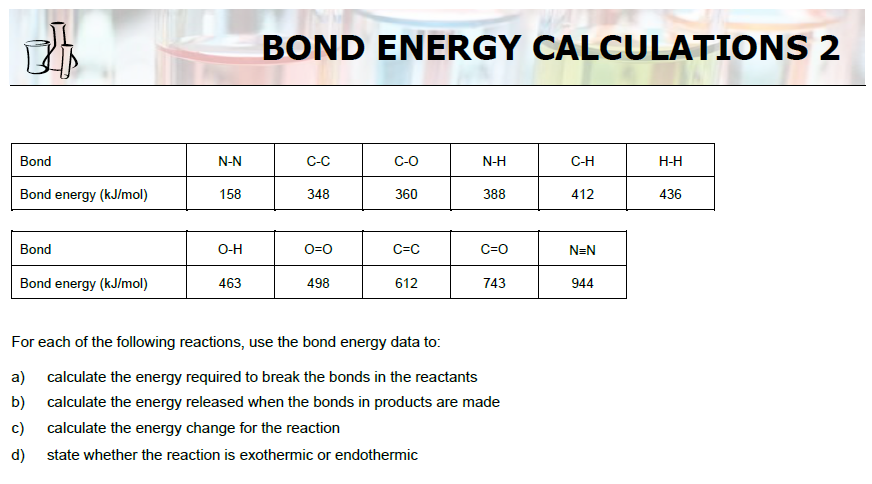 BOND ENERGY CALCULATIONS 2
Bond N-N C-C C-O N-H C-H H-H
Bond energy (kJ/mol) 158 348 360 388 412 436
Bond O-H O=O C=C C=O N≡N
Bond energy (kJ/mol) 463 498 612 743 944
For each of the following reactions, use the bond energy data to:
a) calculate the energy required to break the bonds in the reactants
b) calculate the energy released when the bonds in products are made
c) calculate the energy change for the reaction
d) state whether the reaction is exothermic or endothermic